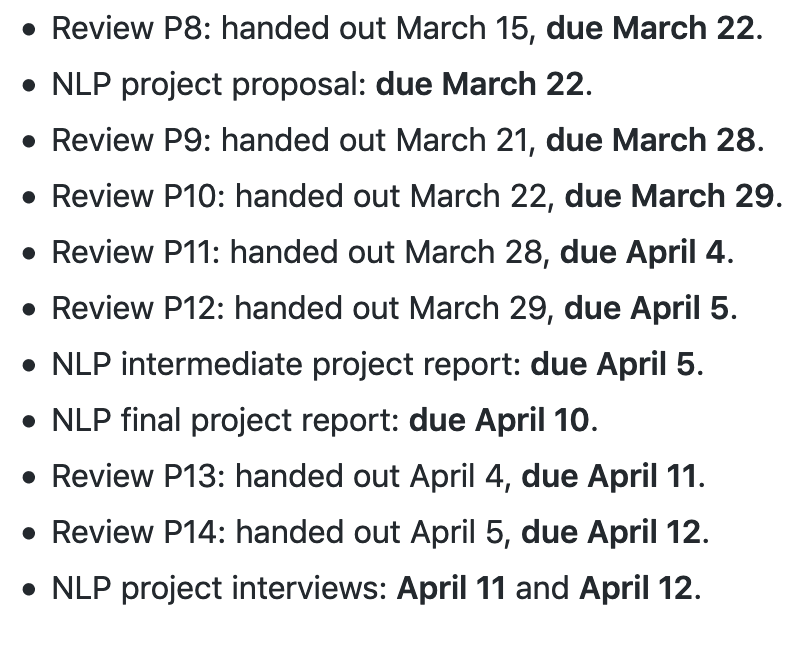 • Review P8: handed out March 15, due March 22.
• NLP project proposal: due March 22.
• Review P9: handed out March 21, due March 28.
• Review P10: handed out March 22, due March 29.
• Review P11: handed out March 28, due April 4.
• Review P12: handed out March 29, due April 5.
• NLP intermediate project report: due April 5.
• NLP final project report: due April 10.
• Review P13: handed out April 4, due April 11.
• Review P14: handed out April 5, due April 12.
• NLP project interviews: April 11 and April 12.